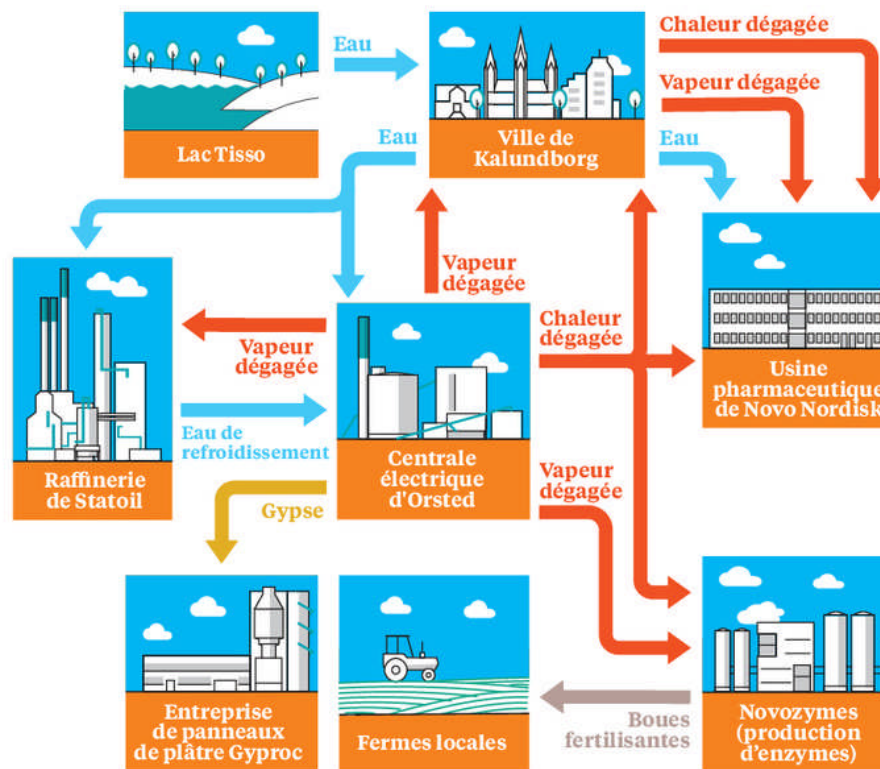 Eau
Chaleur dégagée
Vapeur dégagée
Lac Tisso
Eau
Ville de
Kalundborg
Eau
Vapeur
dégagée
Vapeur
dégagée
Chaleur
dégagée
Usine
pharmaceutique
de Novo Nordisk
Eau de
refroidissement
Raffinerie
de Statoil
Centrale
électrique
d'Orsted
Vapeur
dégagée
Gypse
Entreprise
de panneaux
de plâtre Gyproc
Fermes locales
Boues
fertilisantes
Novozymes
(production
d'enzymes)